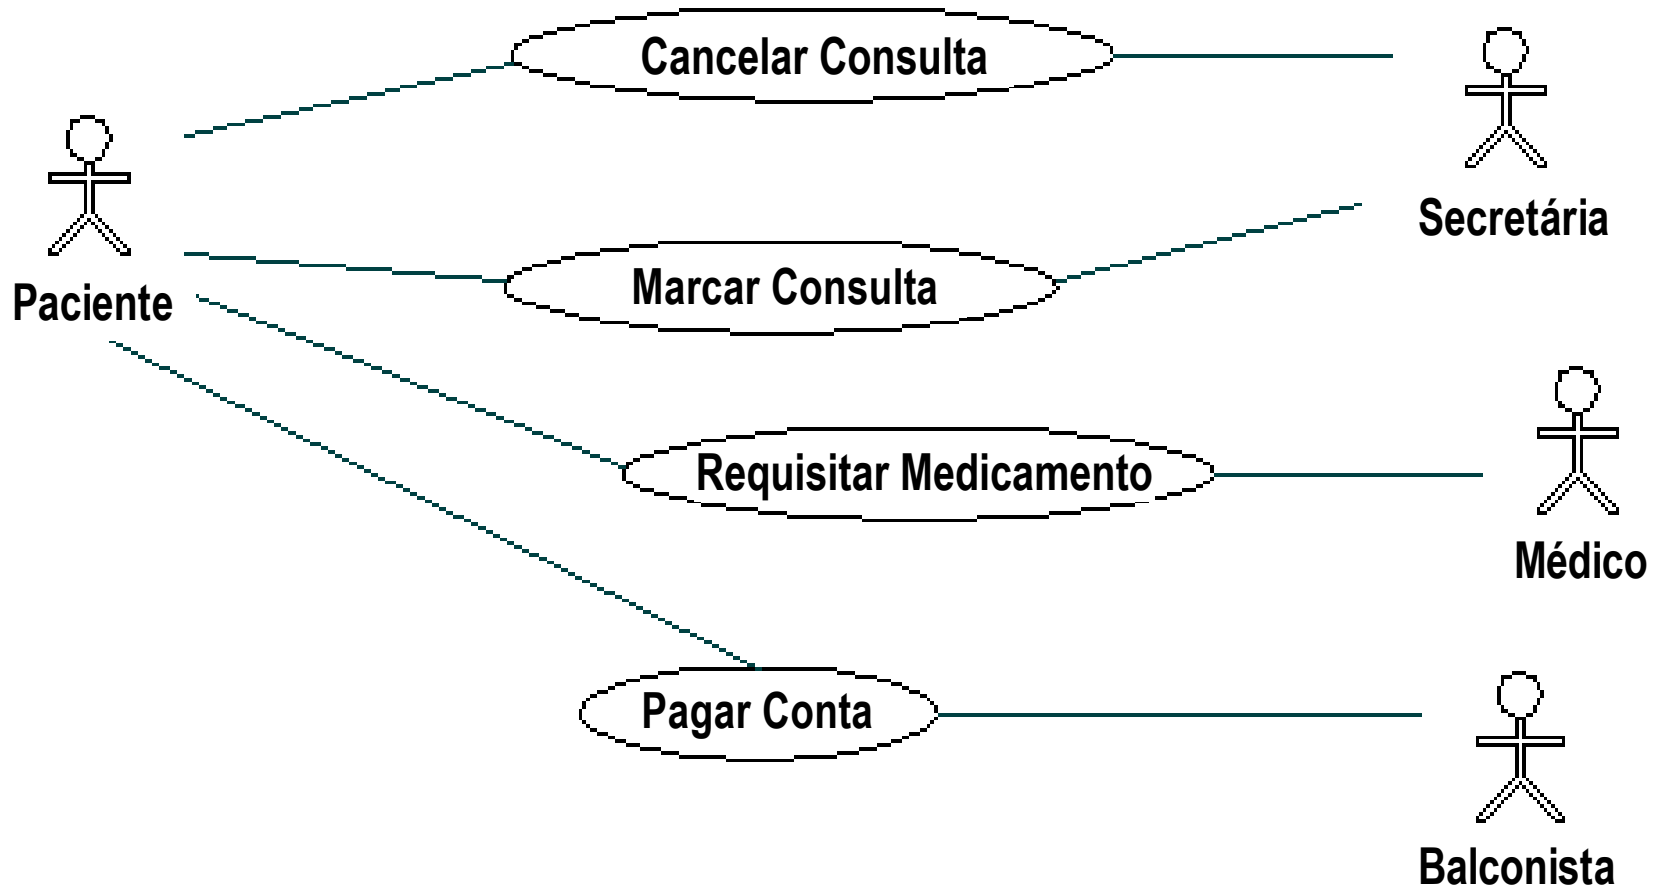 Cancelar Consulta
Secretária
Marcar Consulta
Paciente
Requisitar Medicamento
Médico
Pagar Conta
Balconista